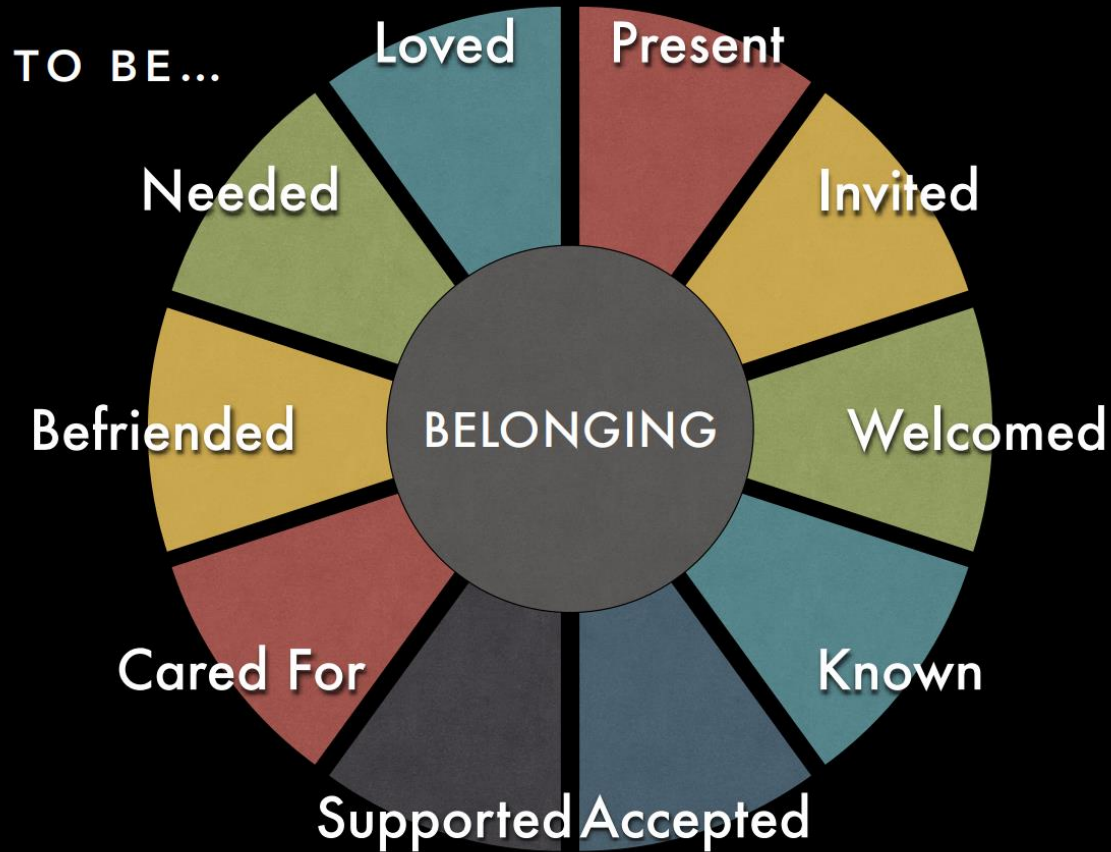 TO BE...
Loved
Present
Needed
Invited
Befriended
BELONGING
Welcomed
Cared For
Known
Supported
Accepted